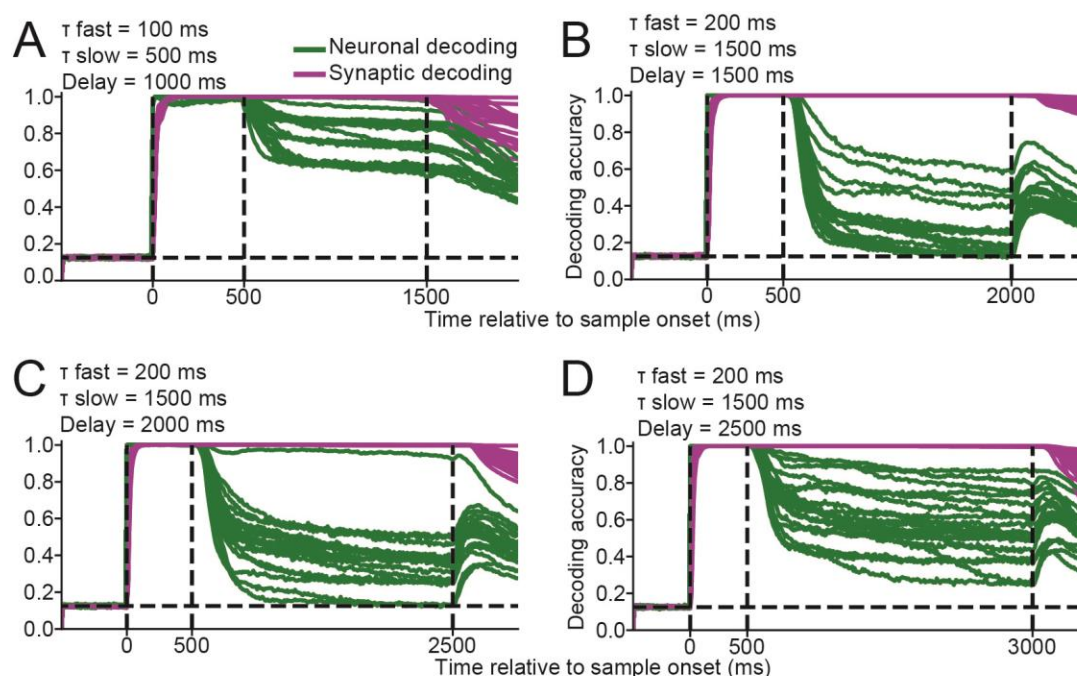 A
τ fast = 100 ms
τ slow = 500 ms
Delay = 1000 ms
Neuronal decoding
Synaptic decoding
1.0
0.8
0.6
0.4
0.2
0.0
0
500
1500
B
τ fast = 200 ms
τ slow = 1500 ms
Delay = 1500 ms
Decoding accuracy
1.0
0.8
0.6
0.4
0.2
0.0
0
500
2000
Time relative to sample onset (ms)
C
τ fast = 200 ms
τ slow = 1500 ms
Delay = 2000 ms
1.0
0.8
0.6
0.4
0.2
0.0
0
500
2500
D
τ fast = 200 ms
τ slow = 1500 ms
Delay = 2500 ms
Decoding accuracy
1.0
0.8
0.6
0.4
0.2
0.0
0
500
3000
Time relative to sample onset (ms)